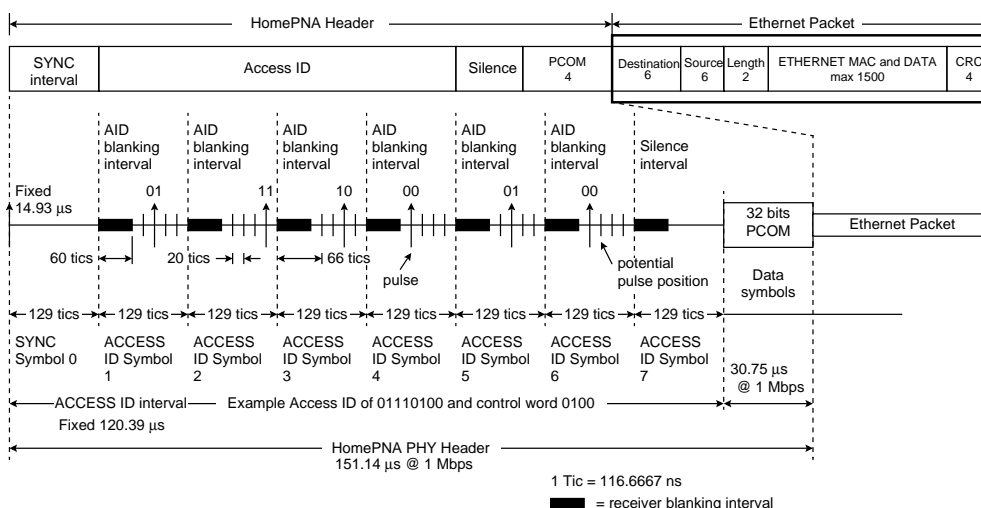 HomePNA Header
Ethernet Packet
SYNC
interval
Access ID
Silence
PCOM
4
Destination
6
Source
6
Length
2
ETHERNET MAC and DATA
max 1500
CRC
4
AID
blanking
interval
AID
blanking
interval
AID
blanking
interval
AID
blanking
interval
AID
blanking
interval
AID
blanking
interval
Silence
interval
Fixed
14.93 µs
01
11
10
00
01
00
32 bits
PCOM
Ethernet Packet
60 tics
20 tics
66 tics
pulse
potential
pulse position
Data
symbols
129 tics
129 tics
129 tics
129 tics
129 tics
129 tics
129 tics
129 tics
SYNC
Symbol 0
ACCESS
ID Symbol
1
ACCESS
ID Symbol
2
ACCESS
ID Symbol
3
ACCESS
ID Symbol
4
ACCESS
ID Symbol
5
ACCESS
ID Symbol
6
ACCESS
ID Symbol
7
30.75 µs
@ 1 Mbps
ACCESS ID interval
Example Access ID of 01110100 and control word 0100
Fixed 120.39 µs
HomePNA PHY Header
151.14 µs @ 1 Mbps
1 Tic = 116.6667 ns
= receiver blanking interval